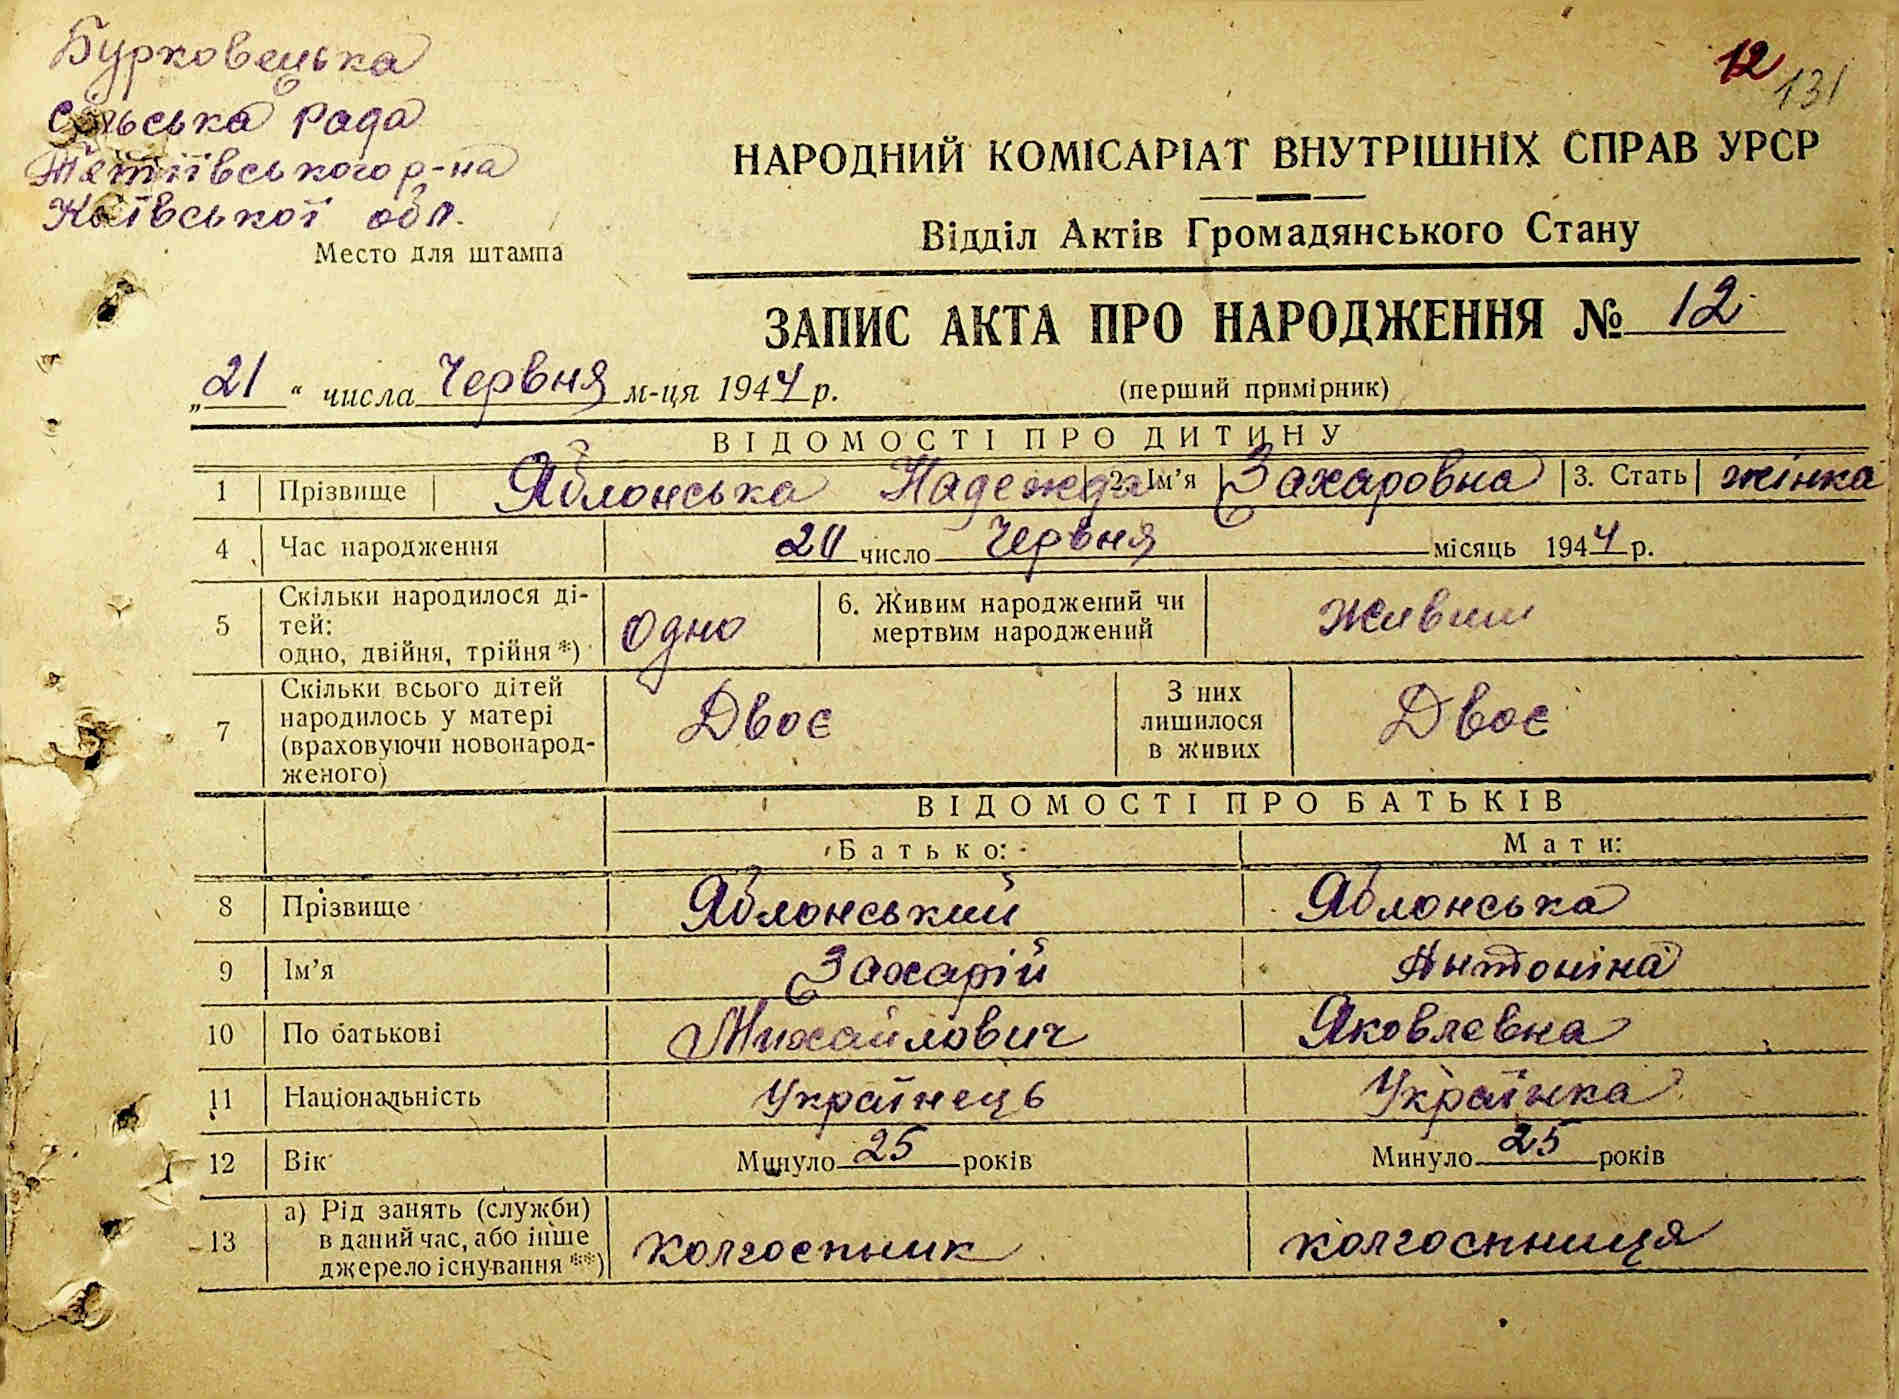 Бурковецька
сільська рада
Тетіївського р-на
Київської обл.
Место для штампа
12
131
НАРОДНИЙ КОМІСАРІАТ ВНУТРІШНІХ СПРАВ УРСР
Відділ Актів Громадянського Стану
ЗАПИС АКТА ПРО НАРОДЖЕННЯ № 12
„21“ числа Червня м-ця 1944 р.
(перший примірник)
ВІДОМОСТІ ПРО ДИТИНУ
1 Прізвище Яблонська Надежда 2. Ім’я Захаровна 3. Стать жінка
4 Час народження 20 число Червня місяць 1944 р.
5 Скільки народилося ді-
тей:
одно, двійня, трійня *)
одно
6. Живим народжений чи
мертвим народжений
Живим
7 Скільки всього дітей
народилось у матері
(враховуючи новонарод-
женого)
Двоє
З них
лишилося
в живих
Двоє
ВІДОМОСТІ ПРО БАТЬКІВ
Батько: Мати:
8 Прізвище Яблонський Яблонська
9 Ім’я Захарій Антоніна
10 По батькові Михайлович Яковлєвна
11 Національність Українець Українка
12 Вік Минуло 25 років Минуло 25 років
13 а) Рід занять (служби)
в даний час, або інше
джерело існування **)
колгоспник колгоспниця